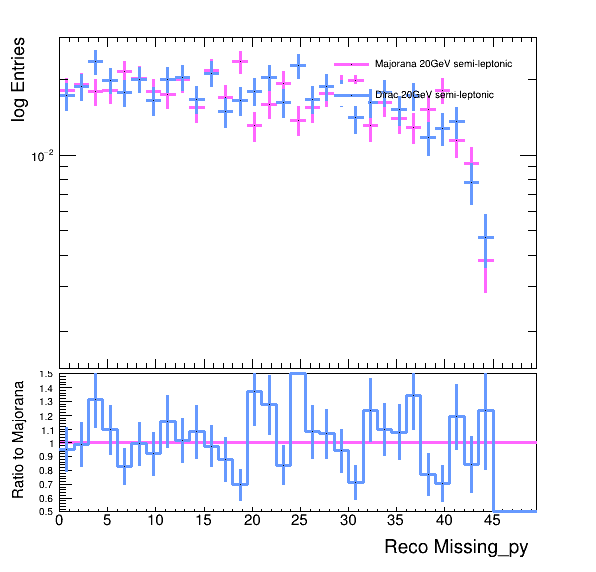 log Entries
Majorana 20GeV semi-leptonic
Dirac 20GeV semi-leptonic
10−2
Ratio to Majorana
1.5
1.4
1.3
1.2
1.1
1
0.9
0.8
0.7
0.6
0.5
0 5 10 15 20 25 30 35 40 45
Reco Missing_py